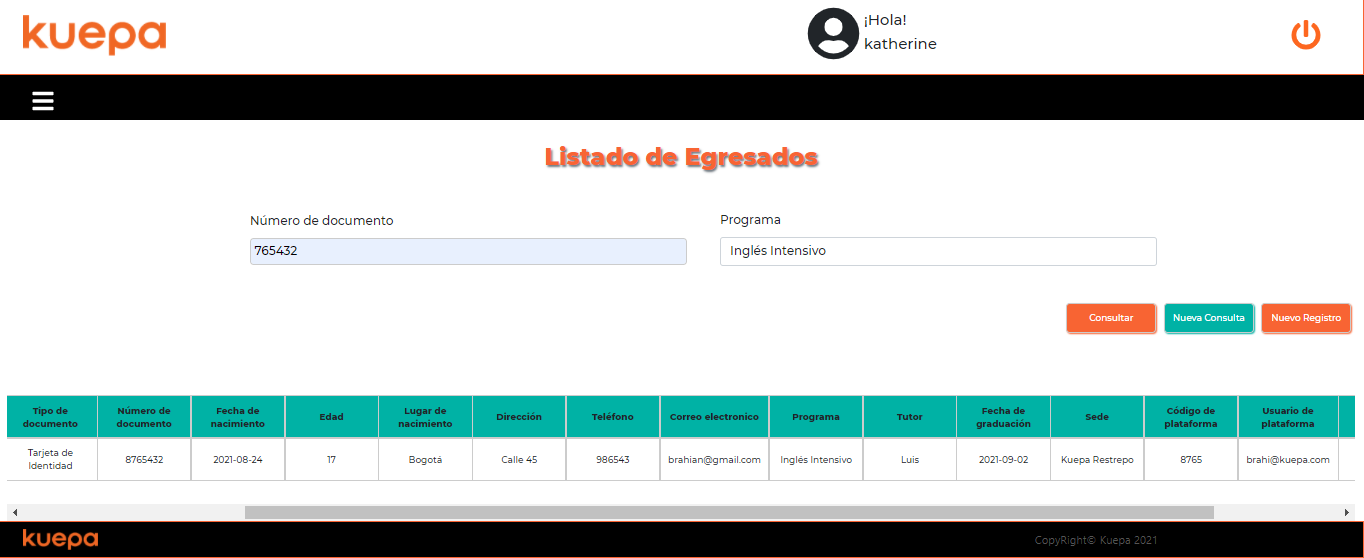 kuepa
¡Hola!
katherine
Listado de Egresados
Número de documento
Programa
765432
Inglés Intensivo
Consultar
Nueva Consulta
Nuevo Registro
Tipo de documento
Número de documento
Fecha de nacimiento
Edad
Lugar de nacimiento
Dirección
Teléfono
Correo electronico
Programa
Tutor
Fecha de graduación
Sede
Código de plataforma
Usuario de plataforma
Tarjeta de Identidad
8765432
2021-08-24
17
Bogotá
Calle 45
986543
brahian@gmail.com
Inglés Intensivo
Luis
2021-09-02
Kuepa Restrepo
8765
brahi@kuepa.com
kuepa
CopyRight© Kuepa 2021